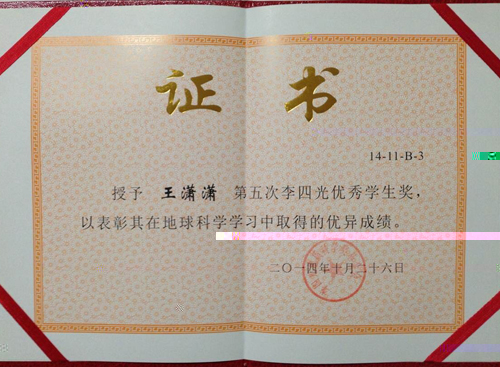 证书
14-11-B-3
授予 王潇潇 第五次李四光优秀学生奖，
以表彰其在地球科学学习中取得的优异成绩。
二〇一四年十月二十六日